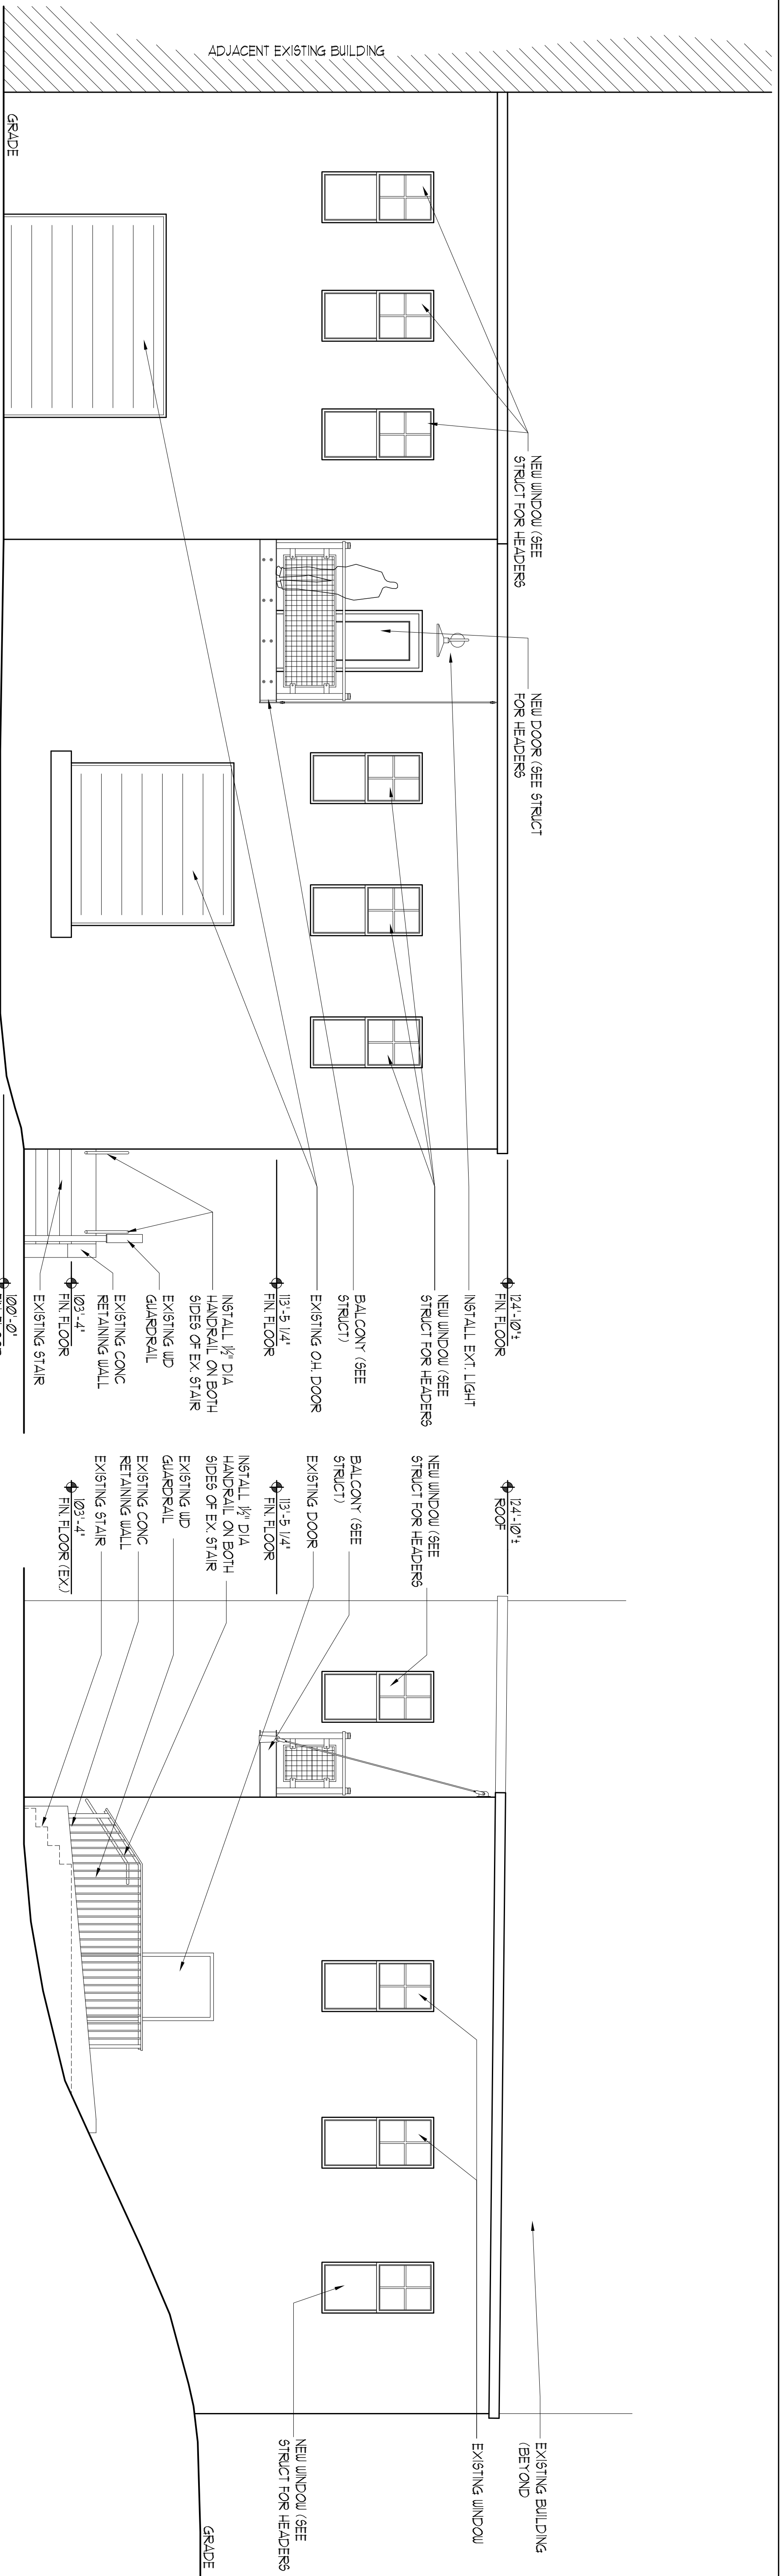 ADJACENT EXISTING BUILDING
GRADE
NEW WINDOW (SEE
STRUCT FOR HEADERS
NEW DOOR (SEE STRUCT
FOR HEADERS
124'-10"±
FIN. FLOOR
INSTALL EXT. LIGHT
NEW WINDOW (SEE
STRUCT FOR HEADERS
BALCONY (SEE
STRUCT)
EXISTING O.H. DOOR
113'-5 1/4"
FIN. FLOOR
INSTALL 1½" DIA
HANDRAIL ON BOTH
SIDES OF EX. STAIR
EXISTING WD
GUARDRAIL
EXISTING CONC
RETAINING WALL
103'-4"
FIN. FLOOR
EXISTING STAIR
100'-0"
124'-10"±
ROOF
NEW WINDOW (SEE
STRUCT FOR HEADERS
BALCONY (SEE
STRUCT)
EXISTING DOOR
113'-5 1/4"
FIN. FLOOR
INSTALL 1½" DIA
HANDRAIL ON BOTH
SIDES OF EX. STAIR
EXISTING WD
GUARDRAIL
EXISTING CONC
RETAINING WALL
EXISTING STAIR
103'-4"
FIN. FLOOR (EX.)
EXISTING BUILDING
(BEYOND
EXISTING WINDOW
NEW WINDOW (SEE
STRUCT FOR HEADERS
GRADE